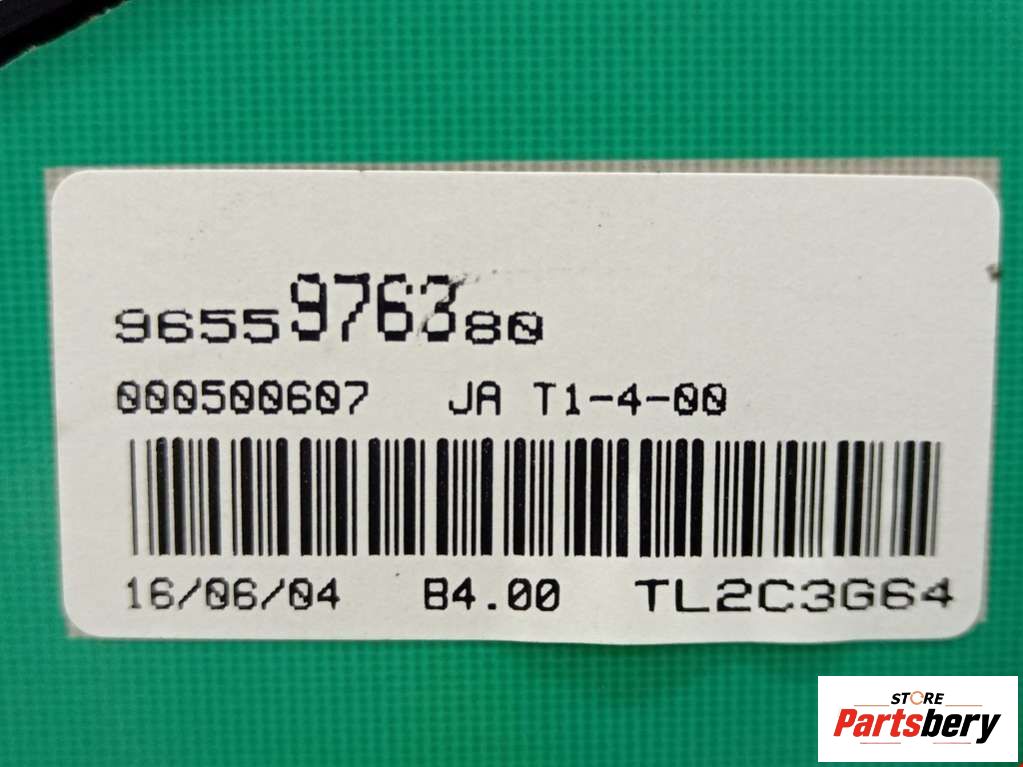 9655976380
000500607 JA T1-4-00
16/06/04 B4.00 TL2C3G64
STORE
Partsbery